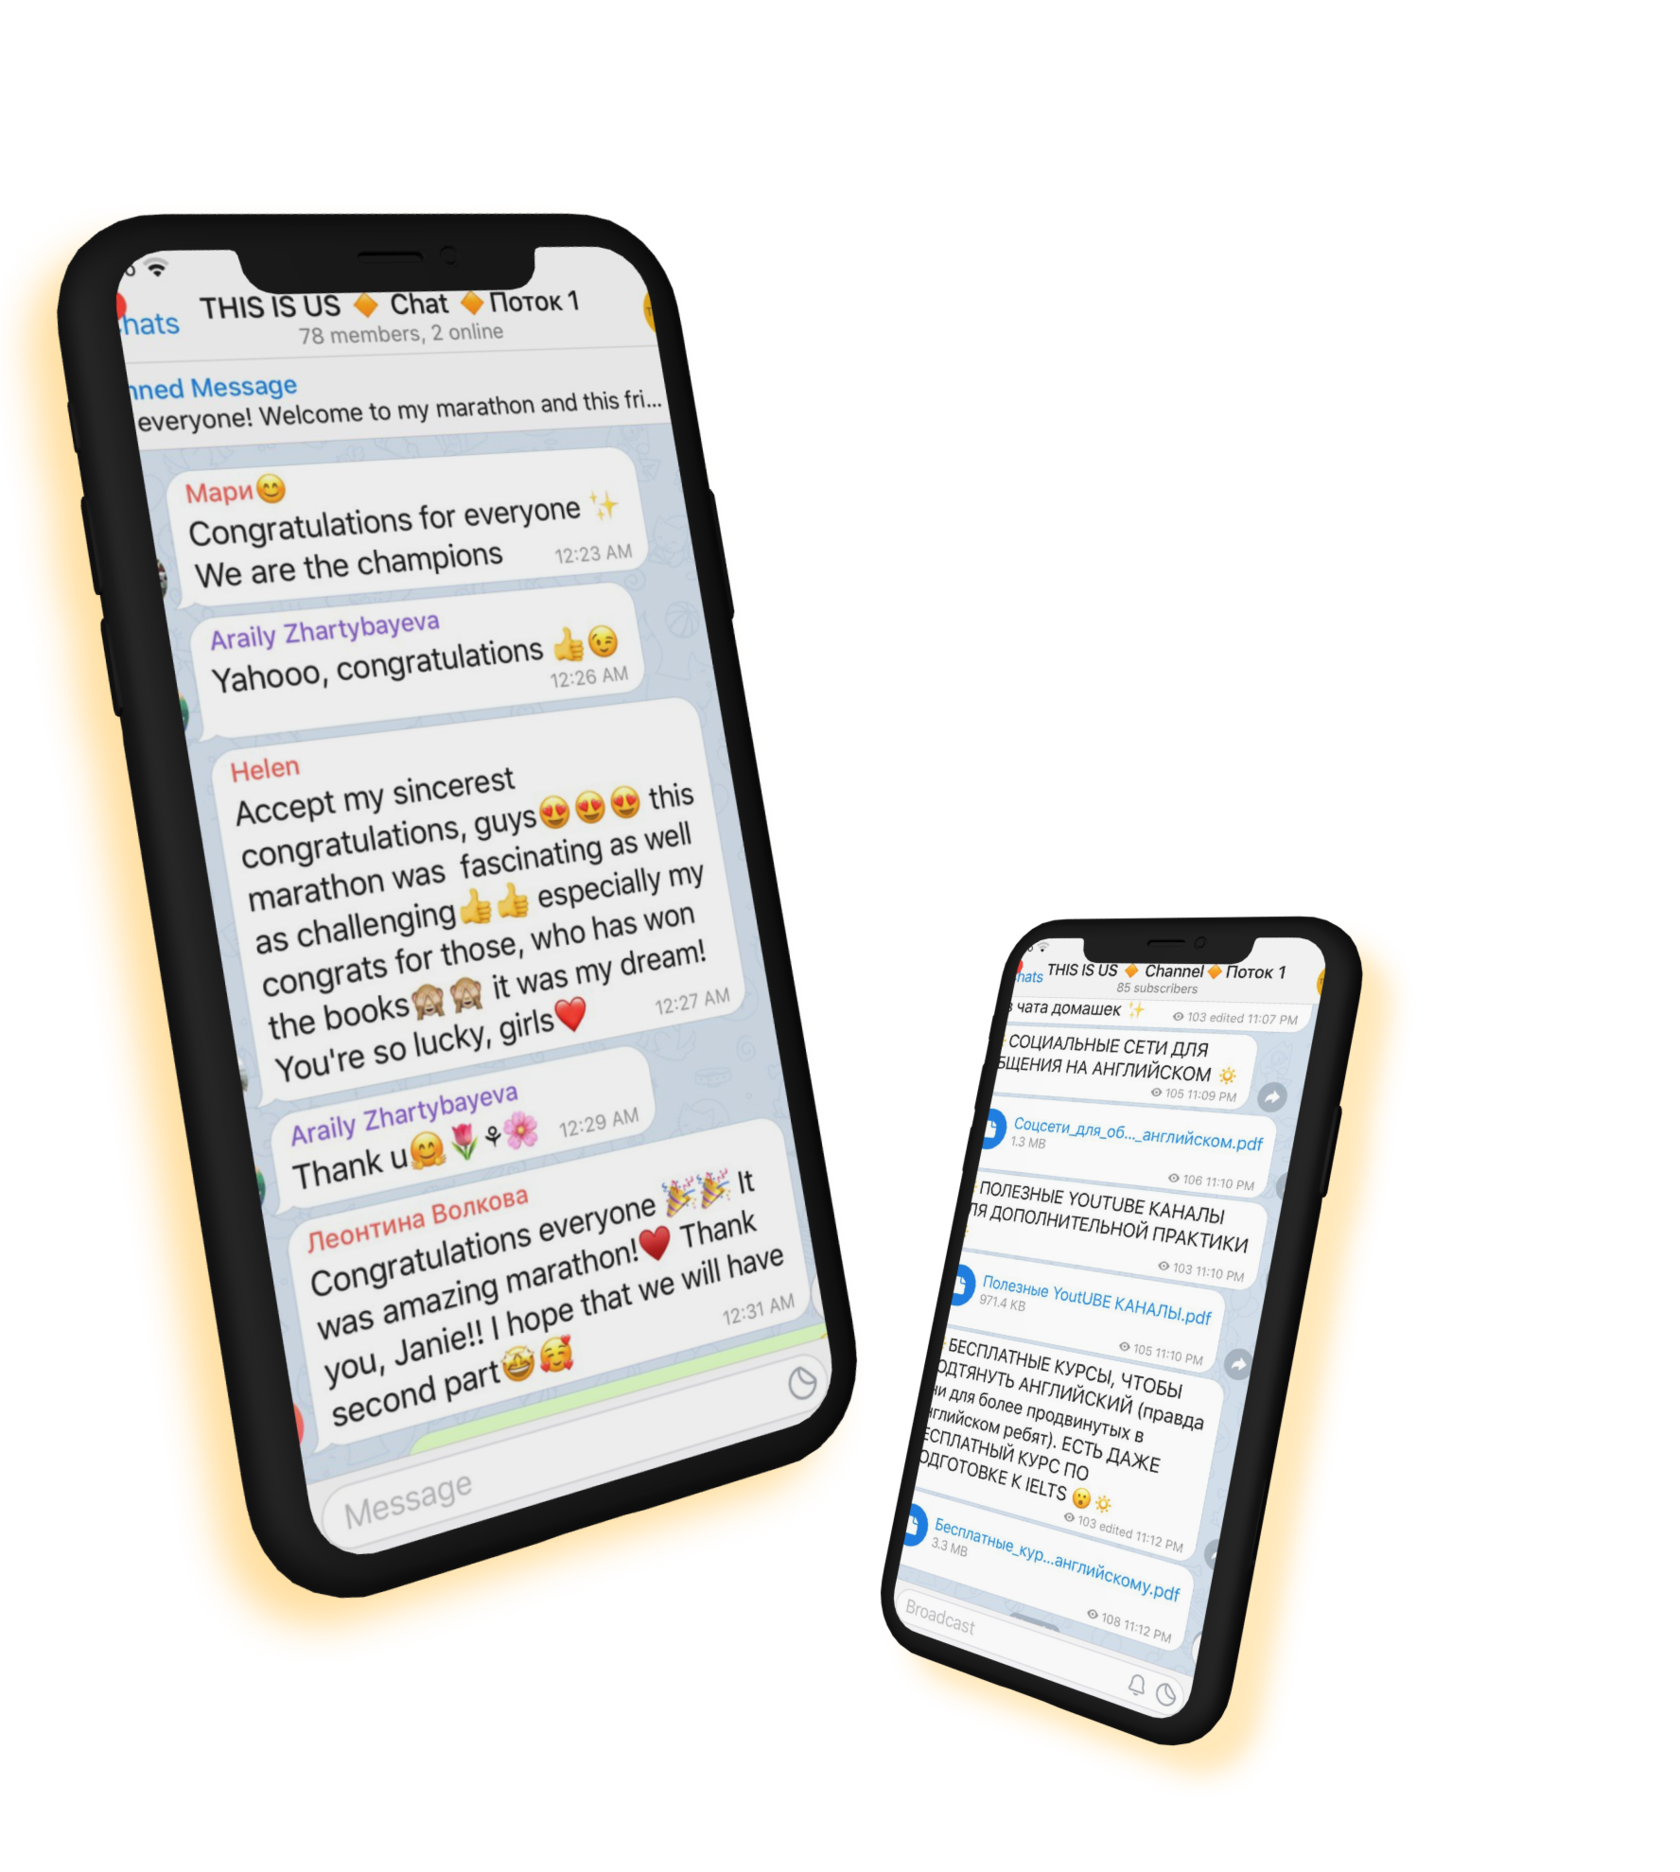 hats
THIS IS US 🔶 Chat 🔶Поток 1
78 members, 2 online
nned Message
everyone! Welcome to my marathon and this fri...
Мари😊
Congratulations for everyone ✨
We are the champions
12:23 AM
Araily Zhartybayeva
Yahooo, congratulations 👍😉
12:26 AM
Helen
Accept my sincerest
congratulations, guys😍😍😍 this
marathon was fascinating as well
as challenging👍👍 especially my
congrats for those, who has won
the books🙈🙈 it was my dream!
You're so lucky, girls❤️
12:27 AM
Araily Zhartybayeva
Thank u🤗🌷⚘🌸 12:29 AM
Леонтина Волкова
Congratulations everyone 🎉🎉 It
was amazing marathon!♥️ Thank
you, Janie!! I hope that we will have
second part🤩🥰
12:31 AM
Message
hats
THIS IS US 🔶 Channel🔶Поток 1
85 subscribers
з чата домашек ✨ 103 edited 11:07 PM
СОЦИАЛЬНЫЕ СЕТИ ДЛЯ
БЩЕНИЯ НА АНГЛИЙСКОМ 🔅
105 11:09 PM
Соцсети_для_об..._английском.pdf
1.3 MB
106 11:10 PM
ПОЛЕЗНЫЕ YOUTUBE КАНАЛЫ
ЛЯ ДОПОЛНИТЕЛЬНОЙ ПРАКТИКИ
103 11:10 PM
Полезные YoutUBE КАНАЛЫ.pdf
971.4 KB
105 11:10 PM
БЕСПЛАТНЫЕ КУРСЫ, ЧТОБЫ
ОДТЯНУТЬ АНГЛИЙСКИЙ (правда
ни для более продвинутых в
нглийском ребят). ЕСТЬ ДАЖЕ
ЕСПЛАТНЫЙ КУРС ПО
ОДГОТОВКЕ К IELTS 😮🔅
103 edited 11:12 PM
Бесплатные_кур...английскому.pdf
3.3 MB
108 11:12 PM
Broadcast